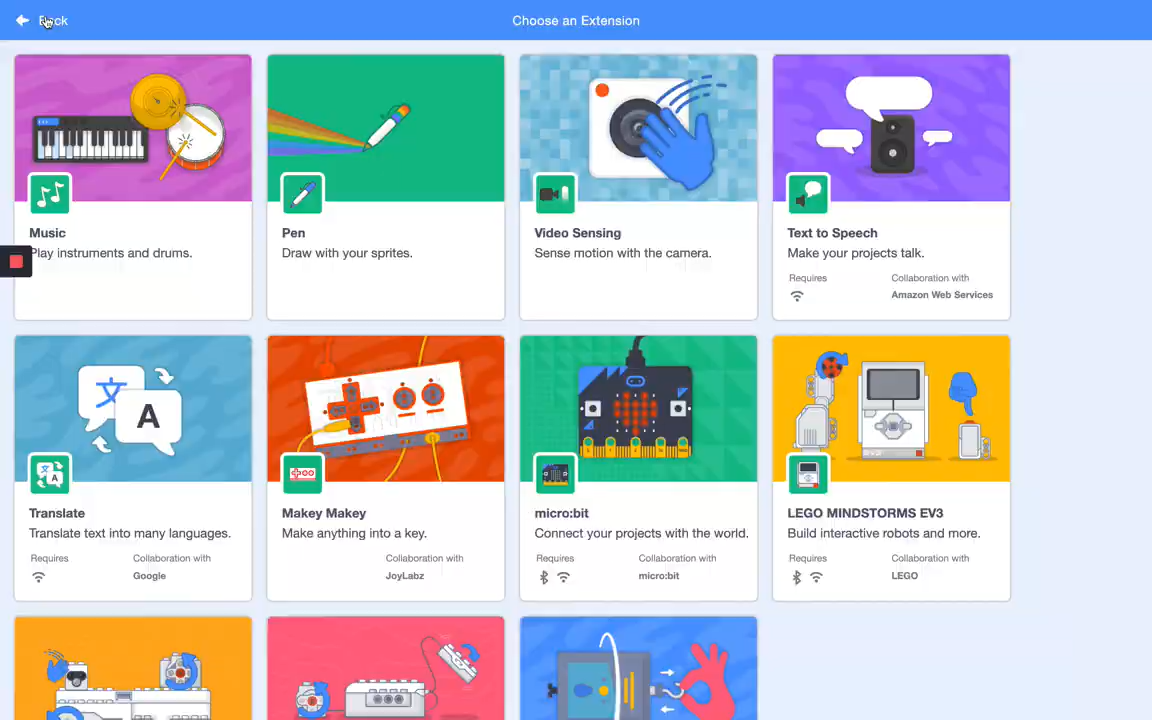 Back
Choose an Extension
Music
Play instruments and drums.
Pen
Draw with your sprites.
Video Sensing
Sense motion with the camera.
Text to Speech
Make your projects talk.
Requires
Collaboration with
Amazon Web Services
文
A
文
A
Translate
Translate text into many languages.
Requires
Collaboration with
Google
Makey Makey
Make anything into a key.
Collaboration with
JoyLabz
micro:bit
Connect your projects with the world.
Requires
Collaboration with
micro:bit
LEGO MINDSTORMS EV3
Build interactive robots and more.
Requires
Collaboration with
LEGO